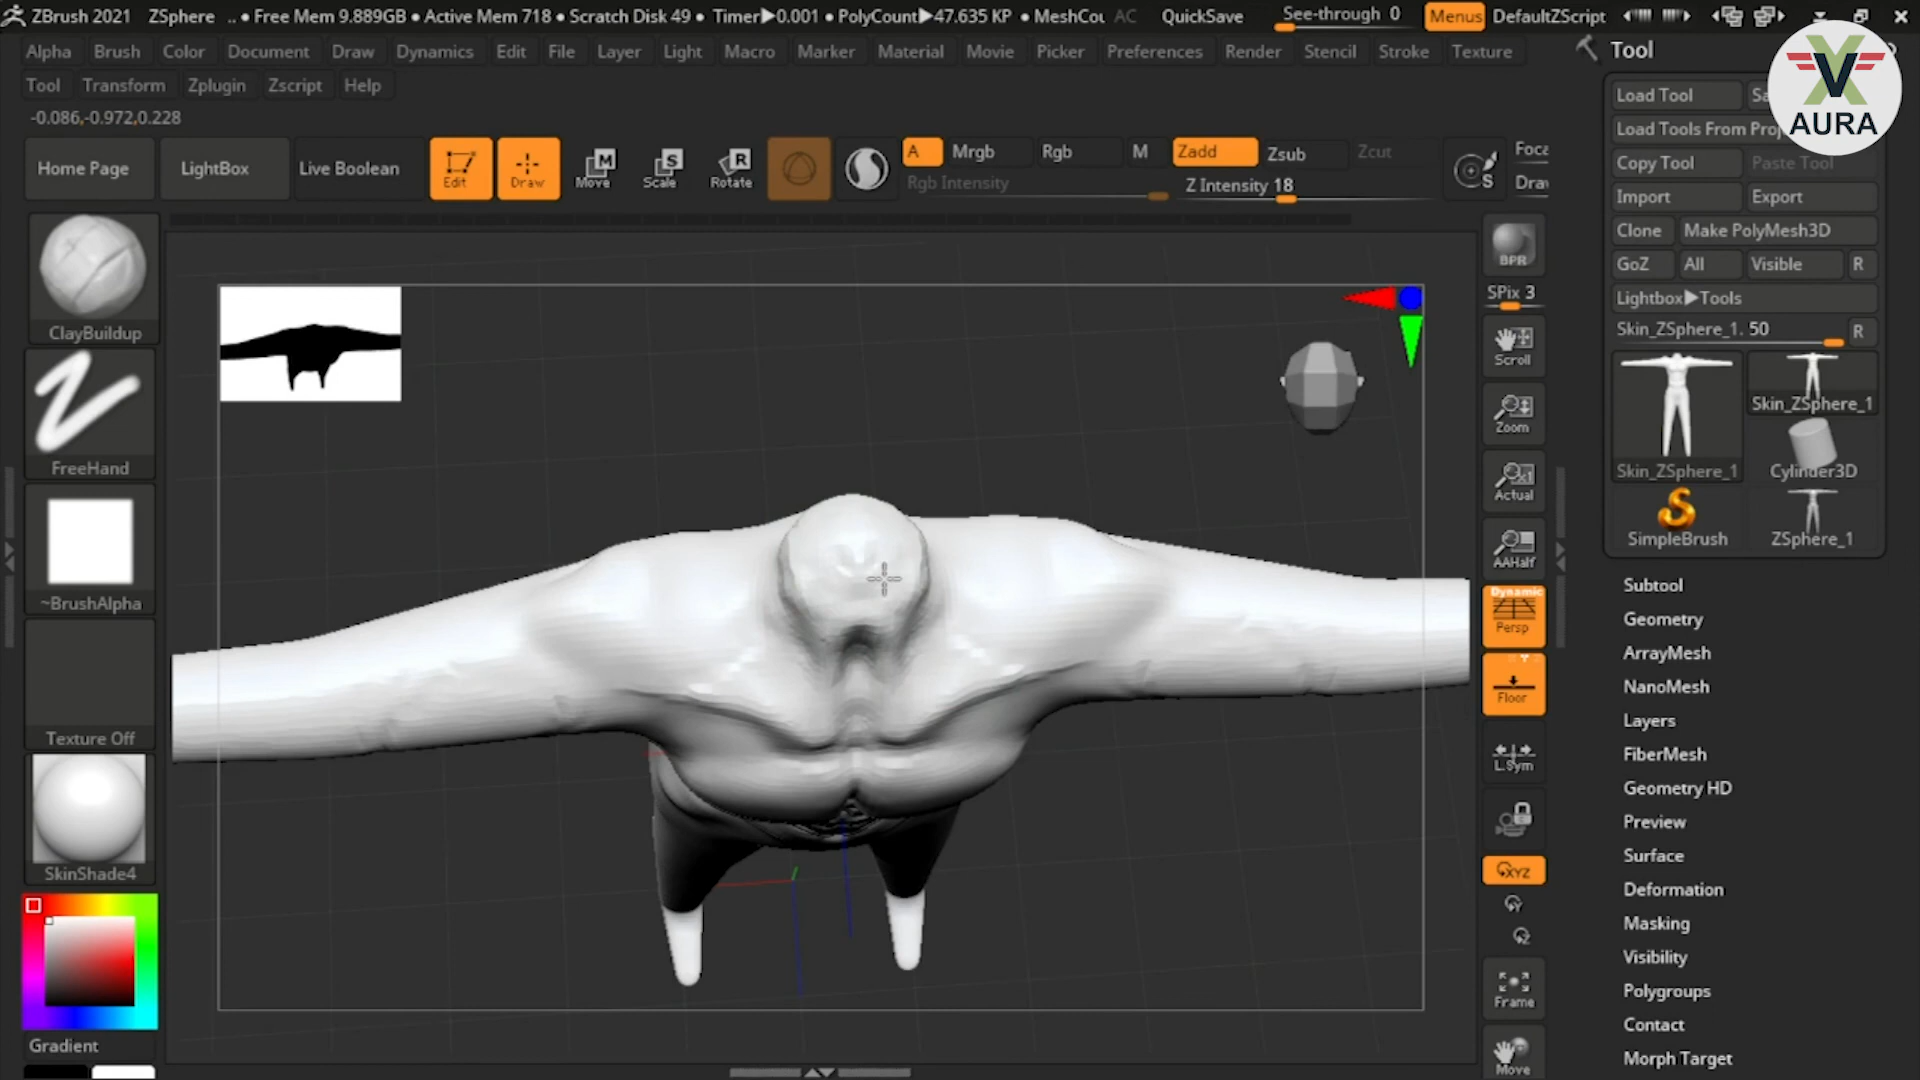 ZBrush 2021 ZSphere .. • Free Mem 9.889GB • Active Mem 718 • Scratch Disk 49 • Timer▶0.001 • PolyCount▶47.635 KP • MeshCou AC QuickSave See-through 0 Menus DefaultZScript
Alpha Brush Color Document Draw Dynamics Edit File Layer Light Macro Marker Material Movie Picker Preferences Render Stencil Stroke Texture
Tool Transform Zplugin Zscript Help
-0.086,-0.972,0.228
Home Page LightBox Live Boolean Edit Draw Move Scale Rotate
M S R
A Mrgb Rgb M Zadd Zsub Zcut
Rgb Intensity Z Intensity 18
S
Foca
Draw
ClayBuildup
FreeHand
~BrushAlpha
Texture Off
SkinShade4
Gradient
BPR
SPix 3
Scroll
Zoom
Actual
AAHalf
Dynamic
Persp
Floor
L.Sym
XYZ
Y
Z
Frame
Move
Tool
Load Tool Sa
Load Tools From Proj
Copy Tool Paste Tool
Import Export
Clone Make PolyMesh3D
GoZ All Visible R
Lightbox▶Tools
Skin_ZSphere_1. 50 R
Skin_ZSphere_1
Skin_ZSphere_1 Cylinder3D
SimpleBrush ZSphere_1
Subtool
Geometry
ArrayMesh
NanoMesh
Layers
FiberMesh
Geometry HD
Preview
Surface
Deformation
Masking
Visibility
Polygroups
Contact
Morph Target
VX
AURA